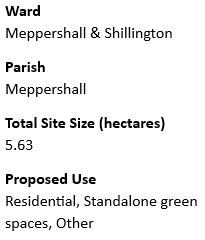 Ward
Meppershall & Shillington
Parish
Meppershall
Total Site Size (hectares)
5.63
Proposed Use
Residential, Standalone green
spaces, Other